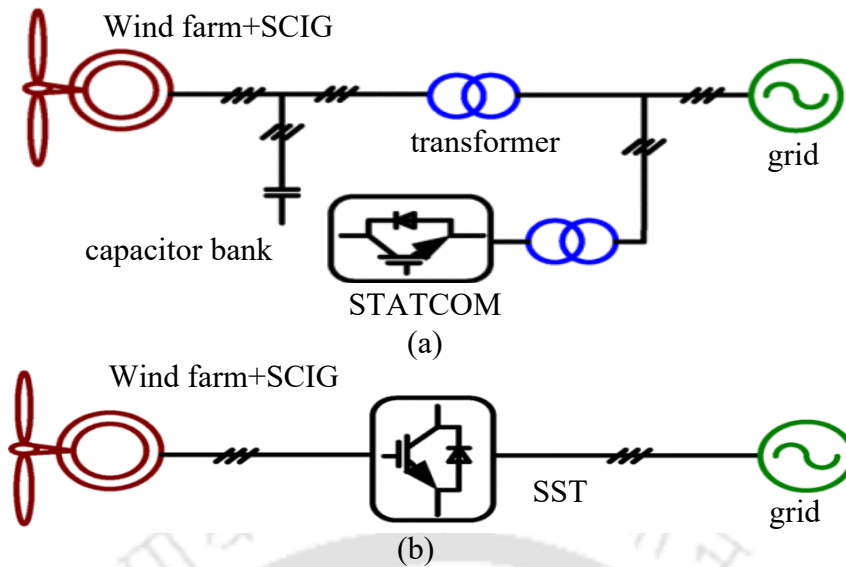 Wind farm+SCIG
transformer
grid
capacitor bank
STATCOM
(a)
Wind farm+SCIG
SST
grid
(b)